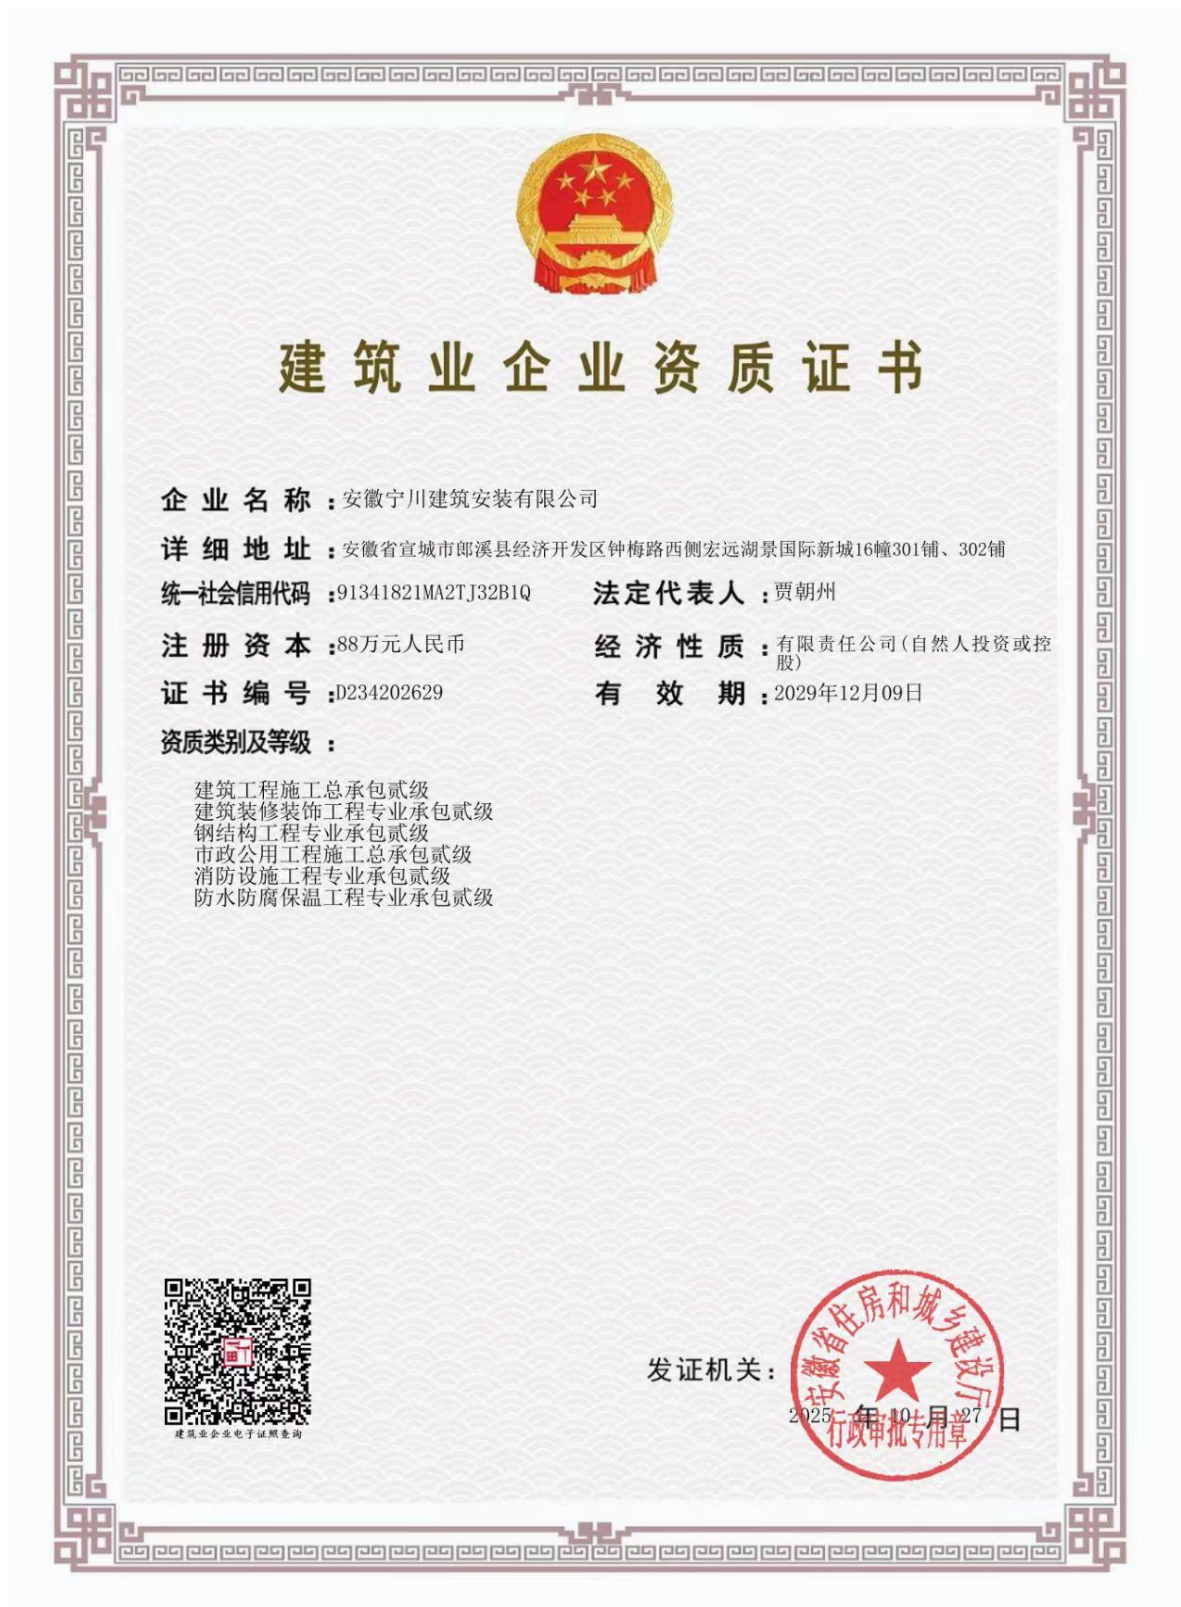 建筑业企业资质证书
企业名称：安徽宁川建筑安装有限公司
详细地址：安徽省宣城市郎溪县经济开发区钟梅路西侧宏远湖景国际新城16幢301铺、302铺
统一社会信用代码：91341821MA2TJ32B1Q 法定代表人：贾朝州
注册资本：88万元人民币 经济性质：有限责任公司(自然人投资或控
股)
证书编号：D234202629 有效期：2029年12月09日
资质类别及等级：
建筑工程施工总承包贰级
建筑装修装饰工程专业承包贰级
钢结构工程专业承包贰级
市政公用工程施工总承包贰级
消防设施工程专业承包贰级
防水防腐保温工程专业承包贰级
建筑业企业电子证照查询
发证机关：
安徽省住房和城乡建设厅
2025年10月27日
行政审批专用章